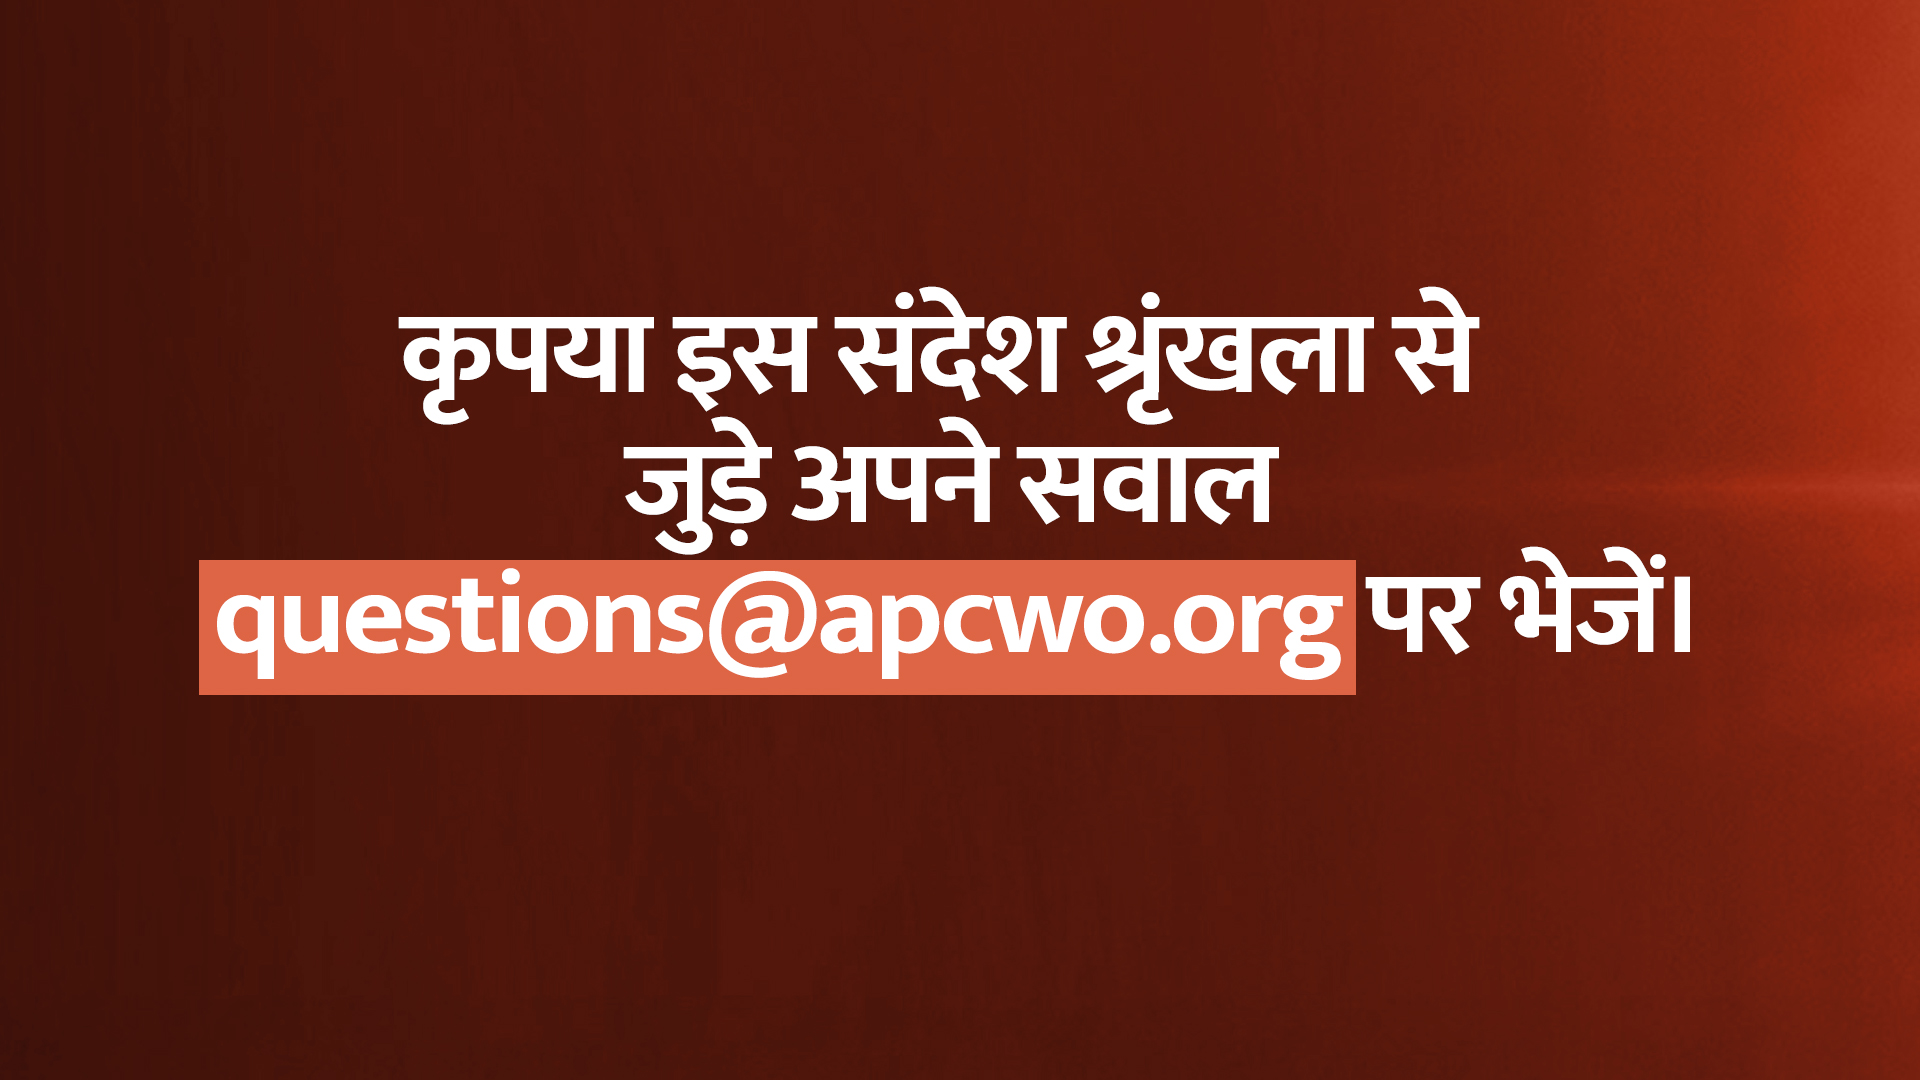 कृपया इस संदेश श्रृंखला से
जुड़े अपने सवाल
questions@apcwo.org पर भेजें।